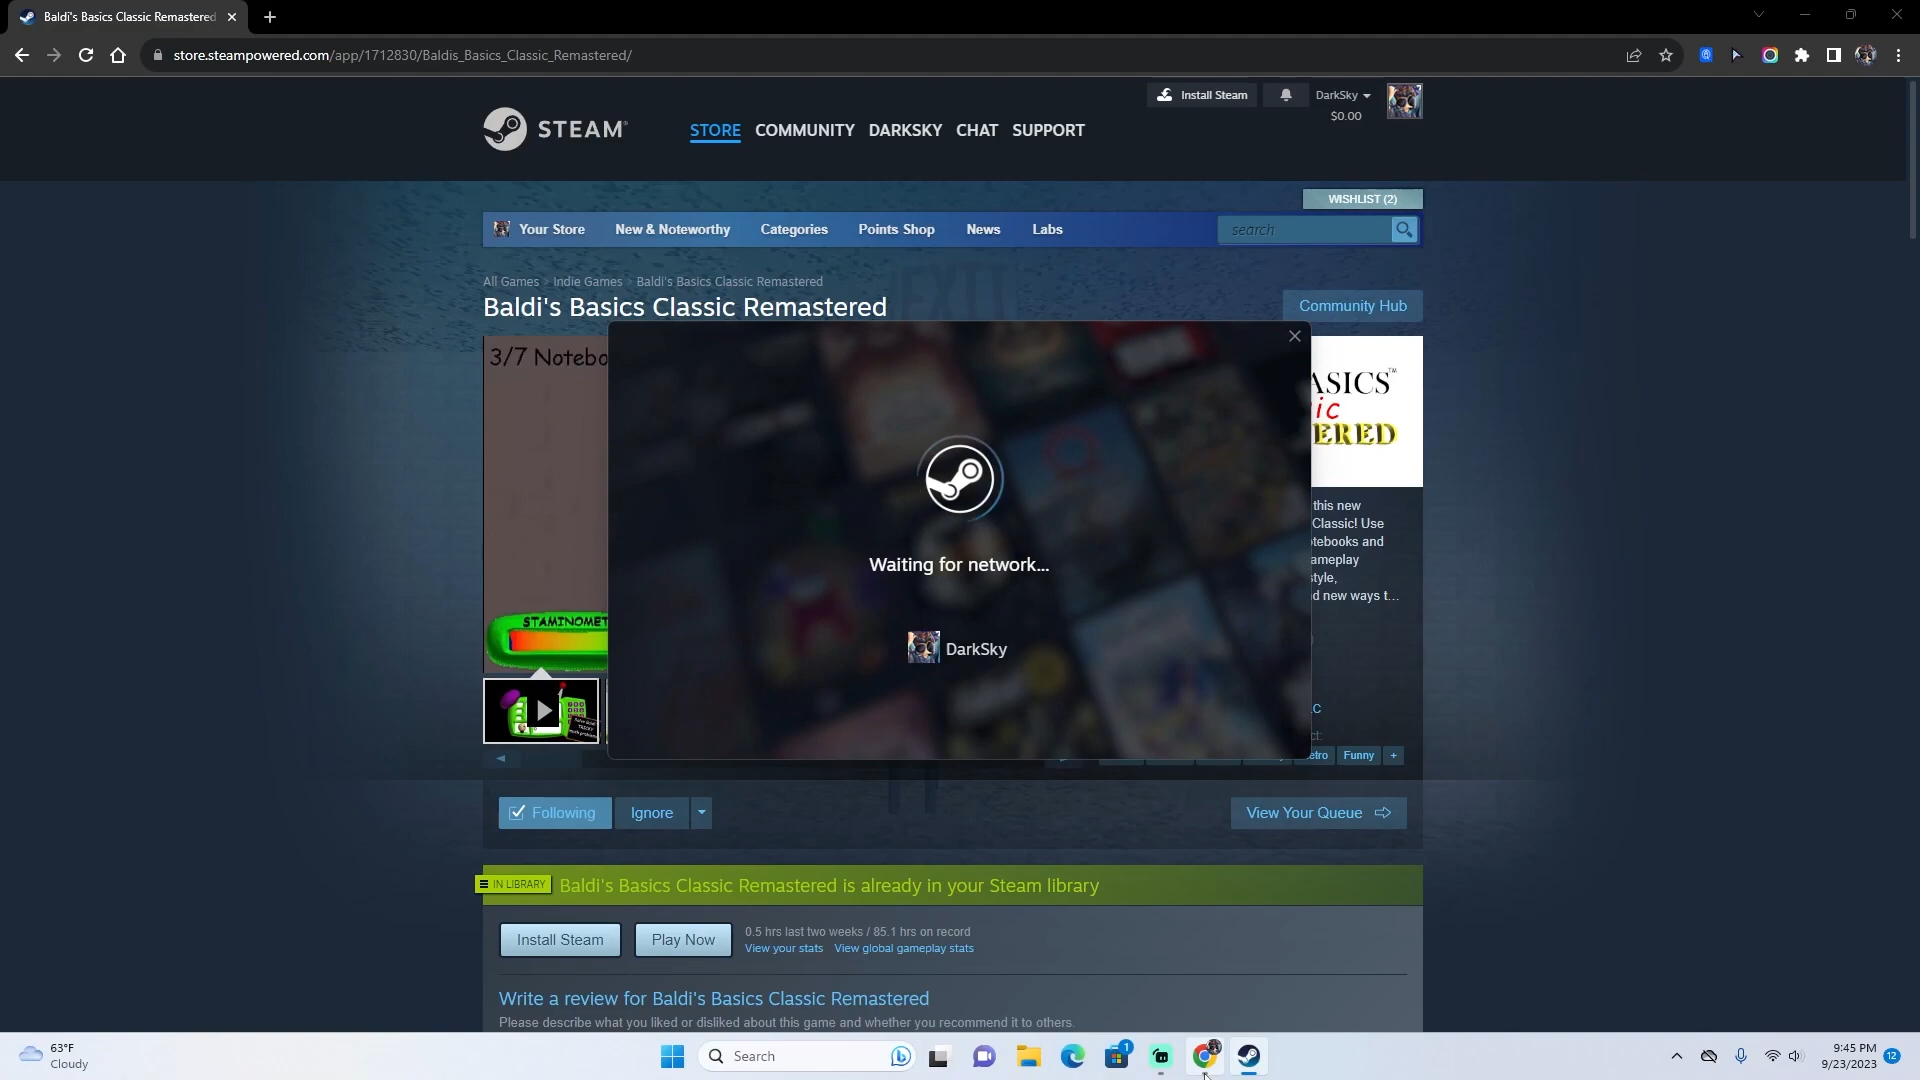 Baldi's Basics Classic Remastered
store.steampowered.com/app/1712830/Baldis_Basics_Classic_Remastered/
Install Steam
DarkSky
$0.00
STEAM
STORE
COMMUNITY
DARKSKY
CHAT
SUPPORT
WISHLIST (2)
Your Store
New & Noteworthy
Categories
Points Shop
News
Labs
search
All Games > Indie Games > Baldi's Basics Classic Remastered
Baldi's Basics Classic Remastered
Community Hub
3/7 Notebo
ASICS™
ic
ERED
this new
Classic! Use
tebooks and
ameplay
style,
d new ways t...
Waiting for network...
DarkSky
STAMINOMET
C
ct:
etro
Funny
+
Following
Ignore
View Your Queue
IN LIBRARY
Baldi's Basics Classic Remastered is already in your Steam library
Install Steam
Play Now
0.5 hrs last two weeks / 85.1 hrs on record
View your stats
View global gameplay stats
Write a review for Baldi's Basics Classic Remastered
Please describe what you liked or disliked about this game and whether you recommend it to others.
63°F
Cloudy
Search
1
9:45 PM
9/23/2023
12